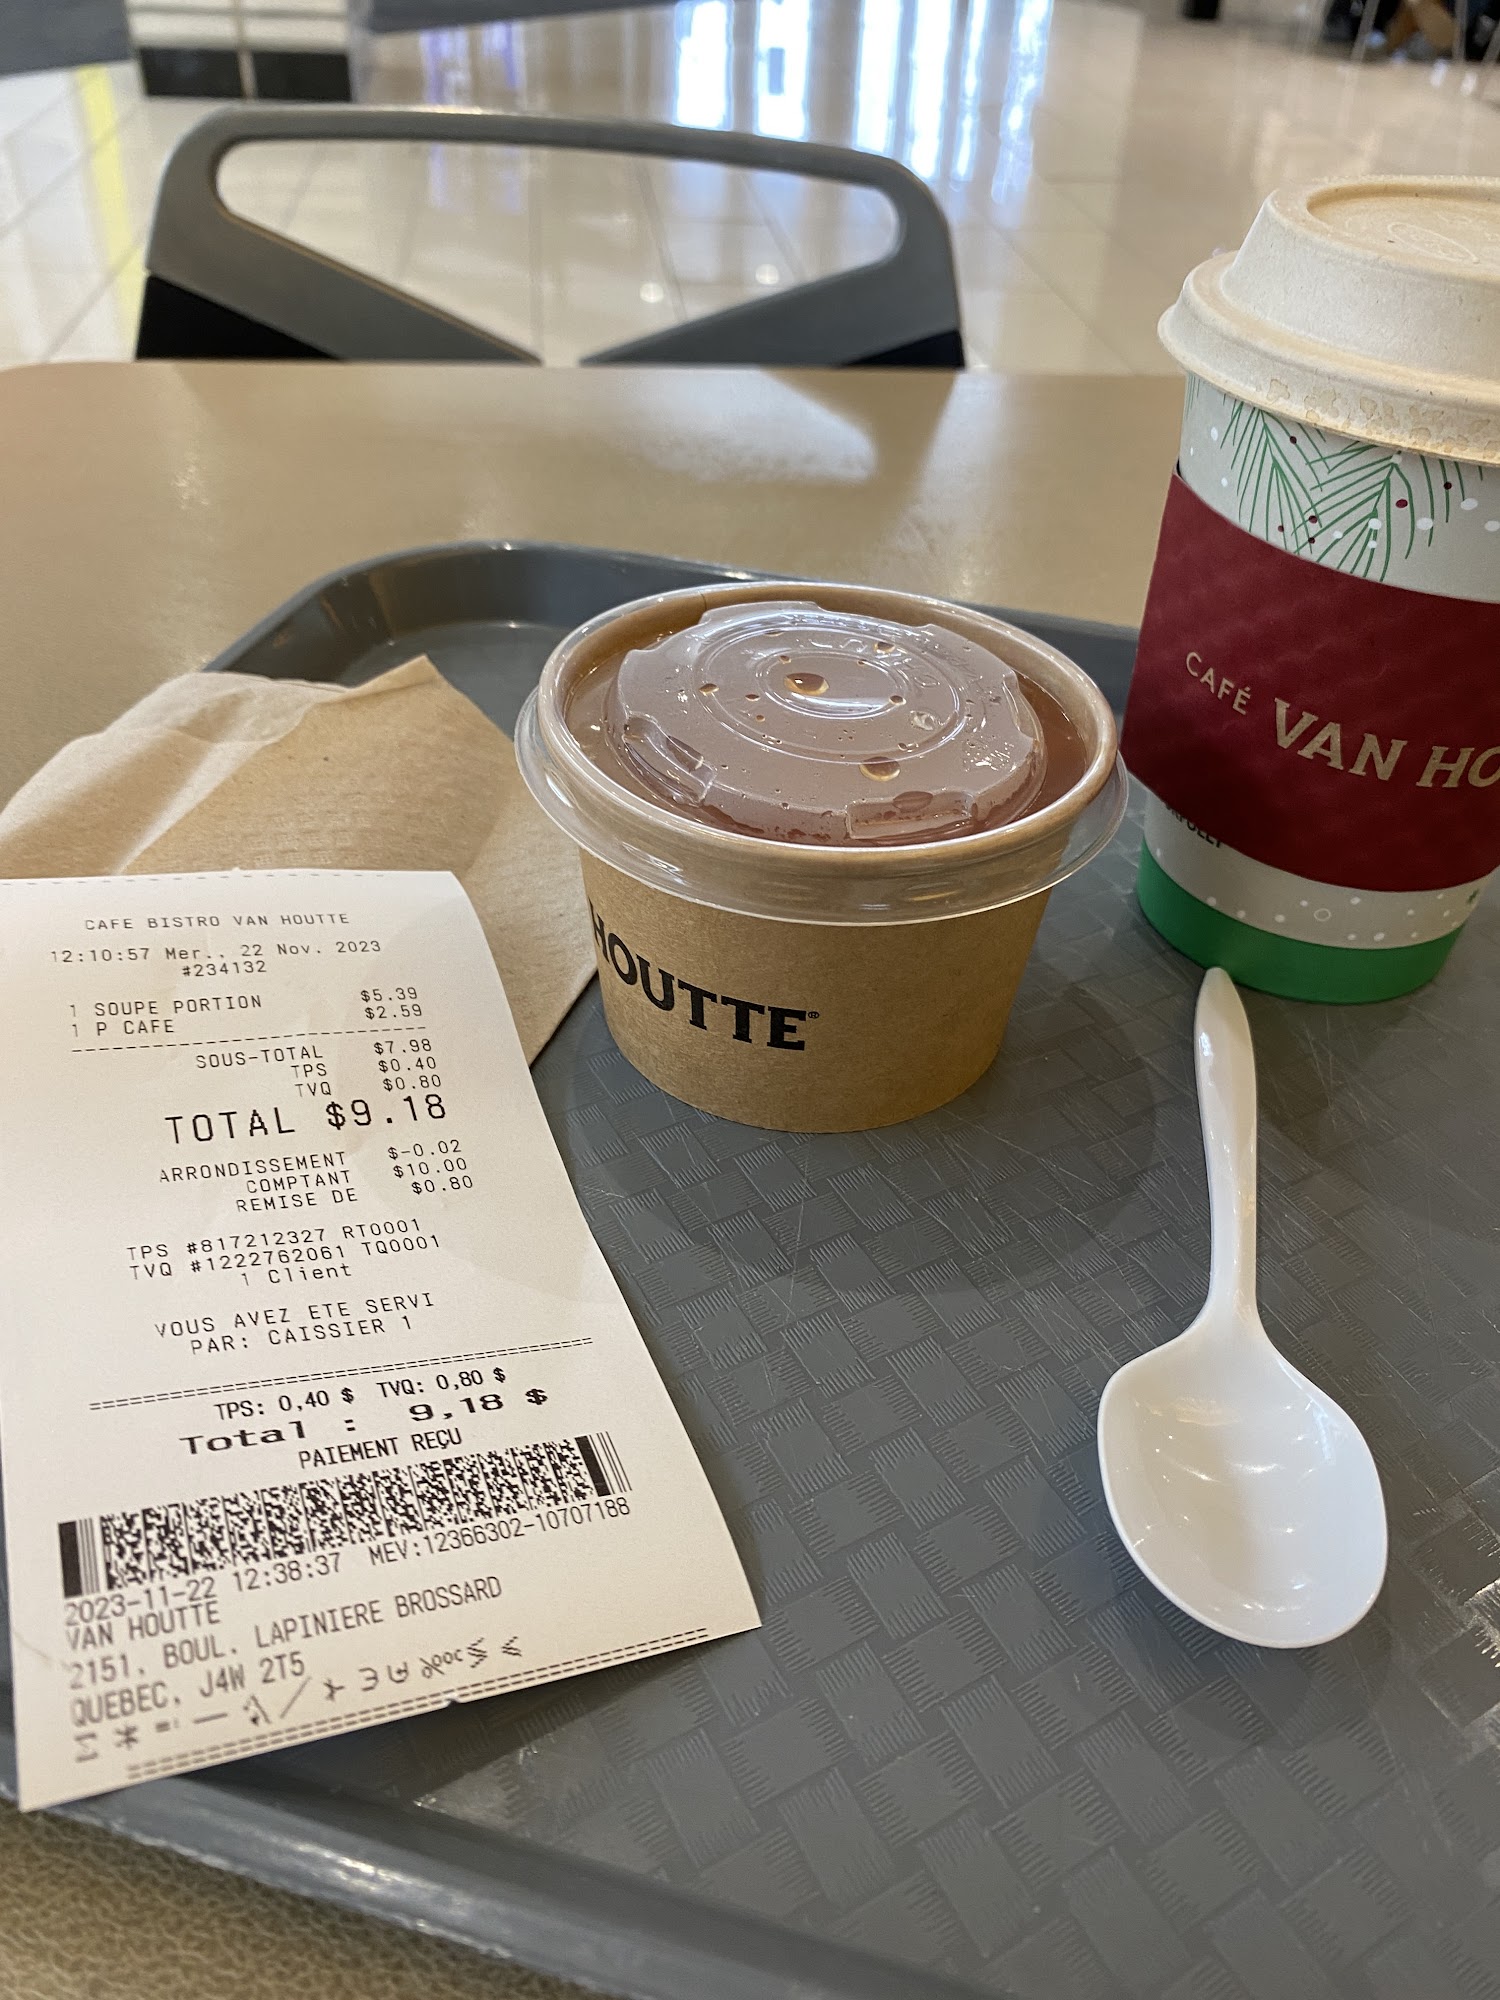 CAFE BISTRO VAN HOUTTE
12:10:57 Mer., 22 Nov. 2023
#234132
1 SOUPE PORTION $5.39
1 P CAFE $2.59
SOUS-TOTAL $7.98
TPS $0.40
TVQ $0.80
TOTAL $9.18
ARRONDISSEMENT $-0.02
COMPTANT $10.00
REMISE DE $0.80
TPS #817212327 RT0001
TVQ #1222762061 TQ0001
1 Client
VOUS AVEZ ETE SERVI
PAR: CAISSIER 1
TPS: 0,40 $ TVQ: 0,80 $
Total : 9,18 $
PAIEMENT REÇU
2023-11-22 12:38:37 MEV:12366302-10707188
VAN HOUTTE
2151, BOUL. LAPINIERE BROSSARD
QUEBEC, J4W 2T5
HOUTTE®
CAFÉ VAN HO